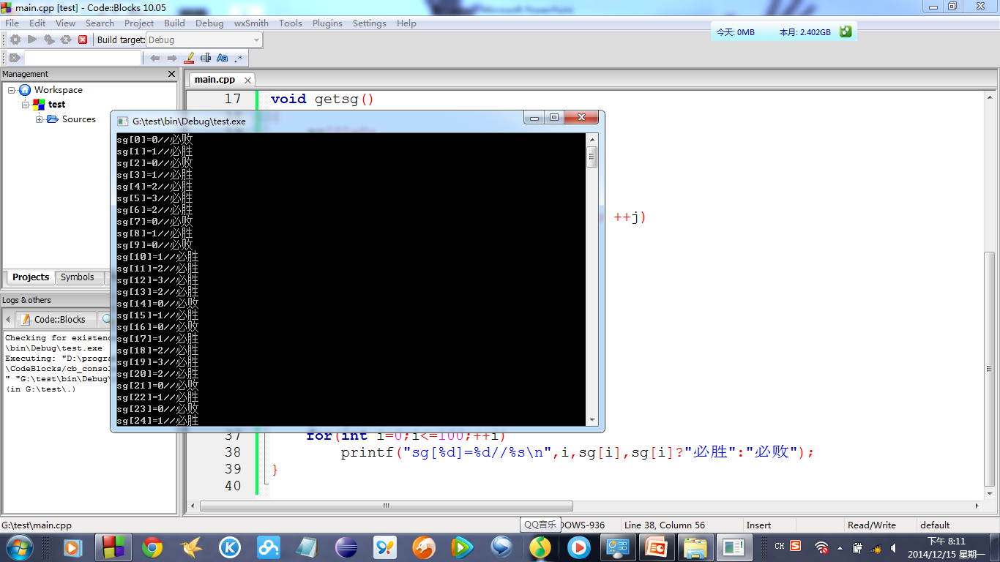 main.cpp [test] - Code::Blocks 10.05
File Edit View Search Project Build Debug wxSmith Tools Plugins Settings Help
今天: 0MB 本月: 2.402GB
Build target: Debug
Management
main.cpp
Workspace
test
Sources
17 void getsg()
G:\test\bin\Debug\test.exe
sg[0]=0//必败
sg[1]=1//必胜
sg[2]=0//必败
sg[3]=1//必胜
sg[4]=2//必胜
sg[5]=3//必胜
sg[6]=2//必胜
sg[7]=0//必败
sg[8]=1//必胜
sg[9]=0//必败
sg[10]=1//必胜
sg[11]=2//必胜
sg[12]=3//必胜
sg[13]=2//必胜
sg[14]=0//必败
sg[15]=1//必胜
sg[16]=0//必败
sg[17]=1//必胜
sg[18]=2//必胜
sg[19]=3//必胜
sg[20]=2//必胜
sg[21]=0//必败
sg[22]=1//必胜
sg[23]=0//必败
sg[24]=1//必胜
++j)
Projects Symbols
Logs & others
Code::Blocks
Checking for existenc
\bin\Debug\test.exe
Executing: "D:\progra
\CodeBlocks/cb_consol
" "G:\test\bin\Debug\
(in G:\test\.)
37 for(int i=0;i<=100;++i)
38 printf("sg[%d]=%d//%s\n",i,sg[i],sg[i]?"必胜":"必败");
39 }
40
G:\test\main.cpp QQ音乐 DOWS-936 Line 38, Column 56 Insert Read/Write default
CH
下午 8:11
2014/12/15 星期一